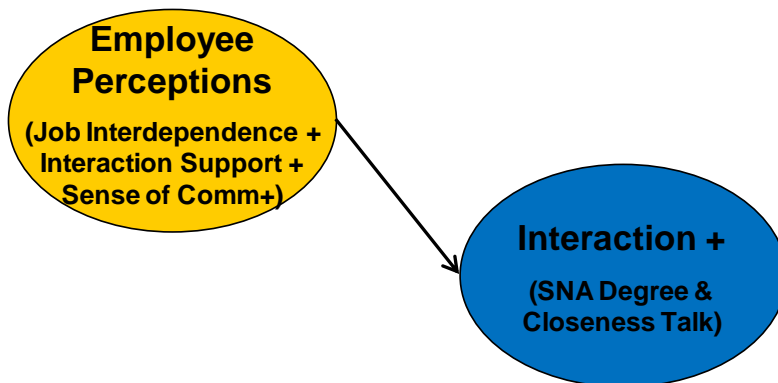 Employee
Perceptions
(Job Interdependence +
Interaction Support +
Sense of Comm+)
Interaction +
(SNA Degree &
Closeness Talk)